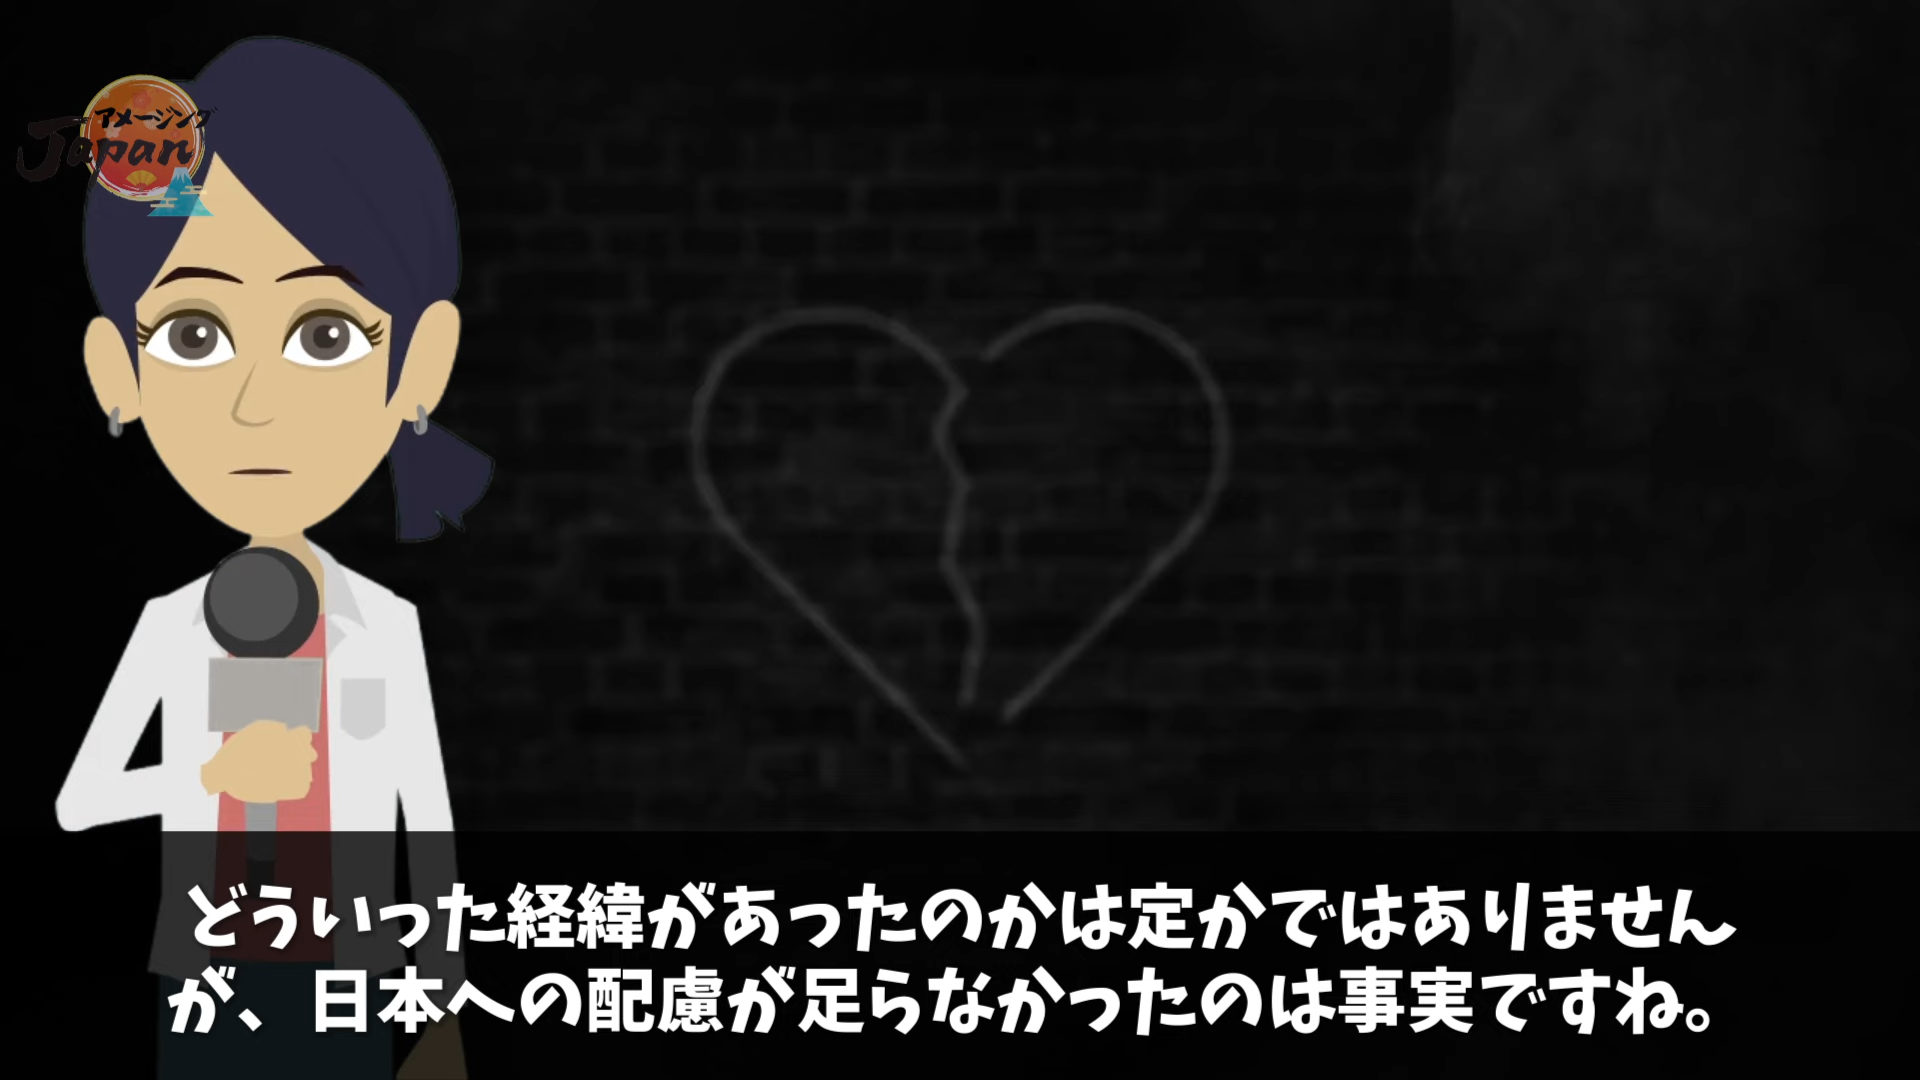 アメージング
Japan
どういった経緯があったのかは定かではありません
が、日本への配慮が足らなかったのは事実ですね。